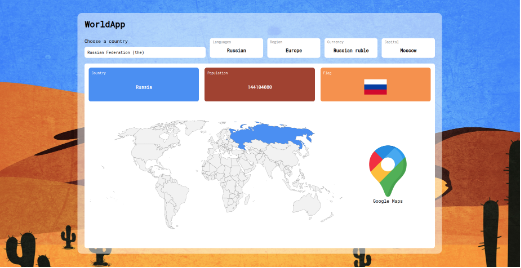 WorldApp
Choose a country
Russian Federation (the)
Languages
Russian
Region
Europe
Currency
Russian ruble
Capital
Moscow
Country
Russia
Population
144104080
Flag
Google Maps